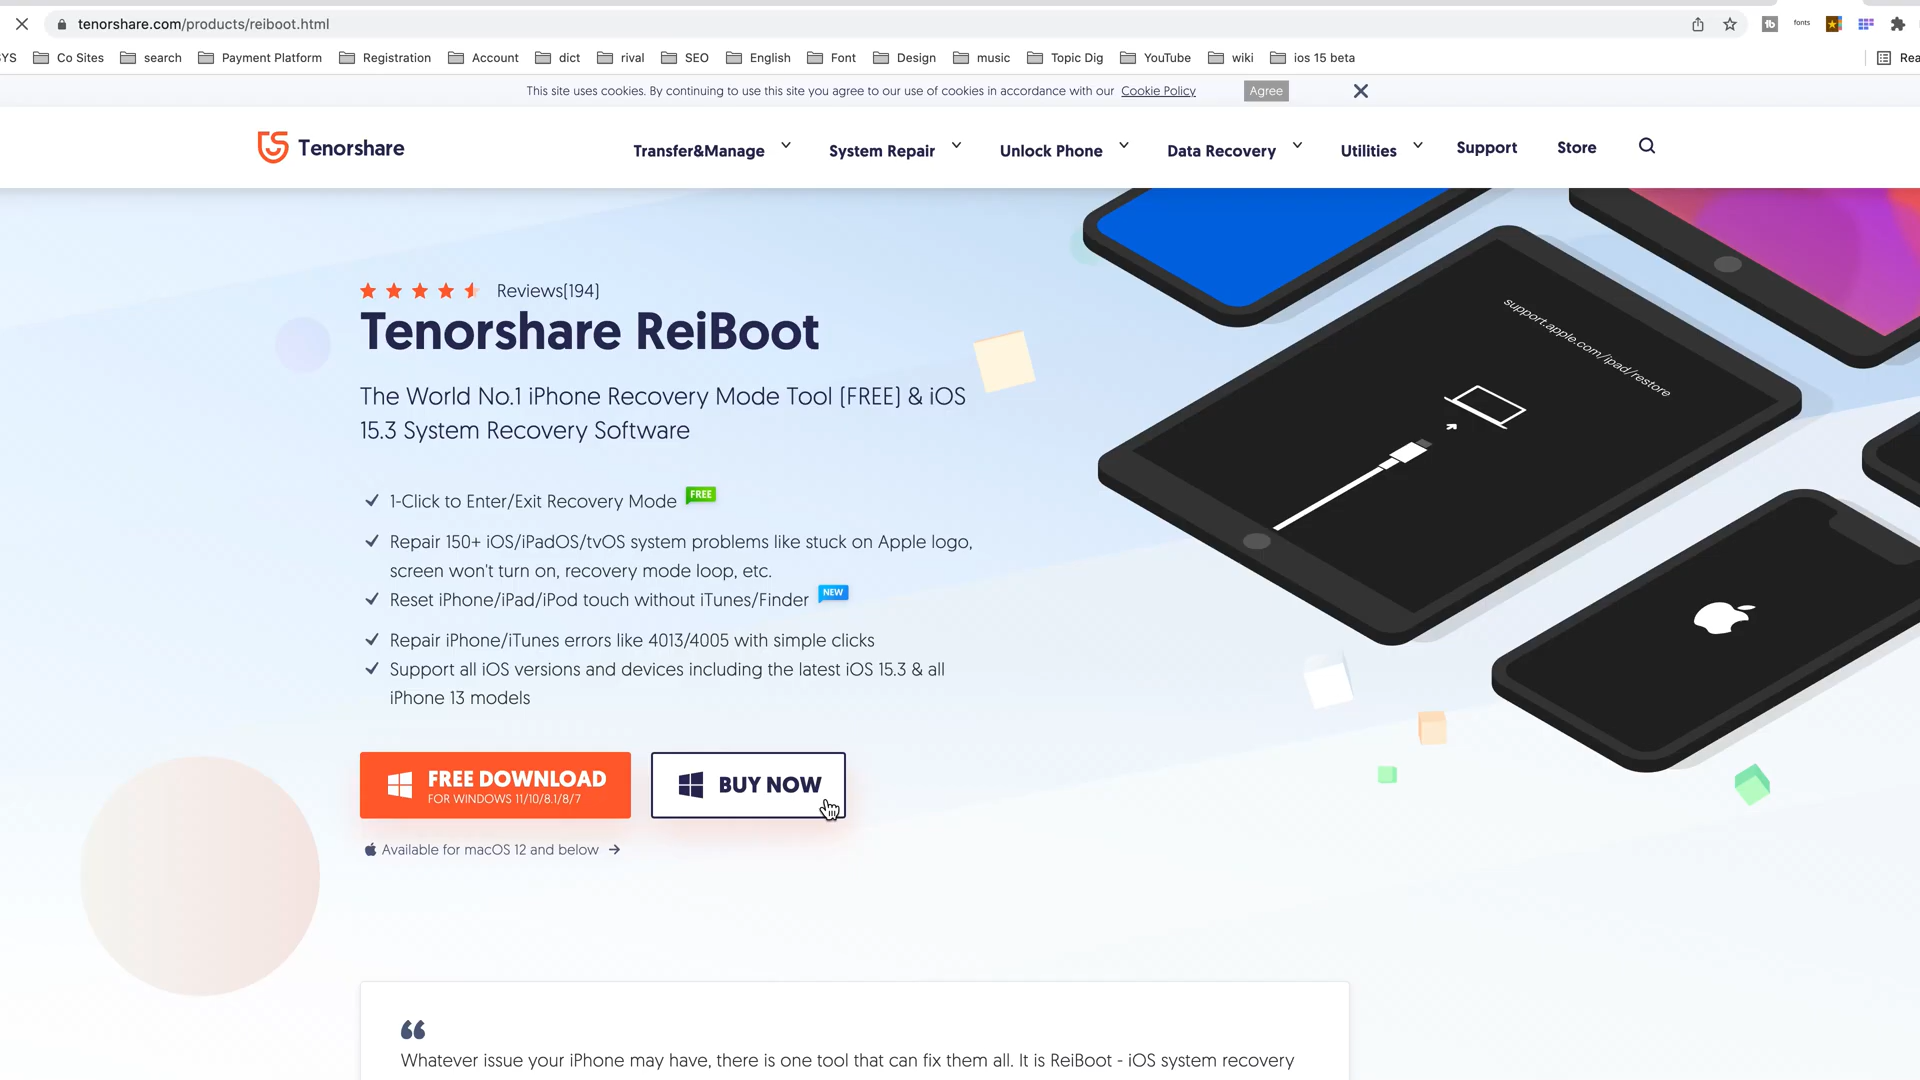 tenorshare.com/products/reiboot.html
fonts
Co Sites search Payment Platform Registration Account dict rival SEO English Font Design music Topic Dig YouTube wiki ios 15 beta
This site uses cookies. By continuing to use this site you agree to our use of cookies in accordance with our Cookie Policy Agree
Tenorshare Transfer&Manage System Repair Unlock Phone Data Recovery Utilities Support Store
support.apple.com/ipad/restore
Reviews(194)
Tenorshare ReiBoot
The World No.1 iPhone Recovery Mode Tool (FREE) & iOS
15.3 System Recovery Software
1-Click to Enter/Exit Recovery Mode FREE
Repair 150+ iOS/iPadOS/tvOS system problems like stuck on Apple logo,
screen won't turn on, recovery mode loop, etc.
Reset iPhone/iPad/iPod touch without iTunes/Finder NEW
Repair iPhone/iTunes errors like 4013/4005 with simple clicks
Support all iOS versions and devices including the latest iOS 15.3 & all
iPhone 13 models
FREE DOWNLOAD
FOR WINDOWS 11/10/8.1/8/7
BUY NOW
Available for macOS 12 and below
Whatever issue your iPhone may have, there is one tool that can fix them all. It is ReiBoot - iOS system recovery